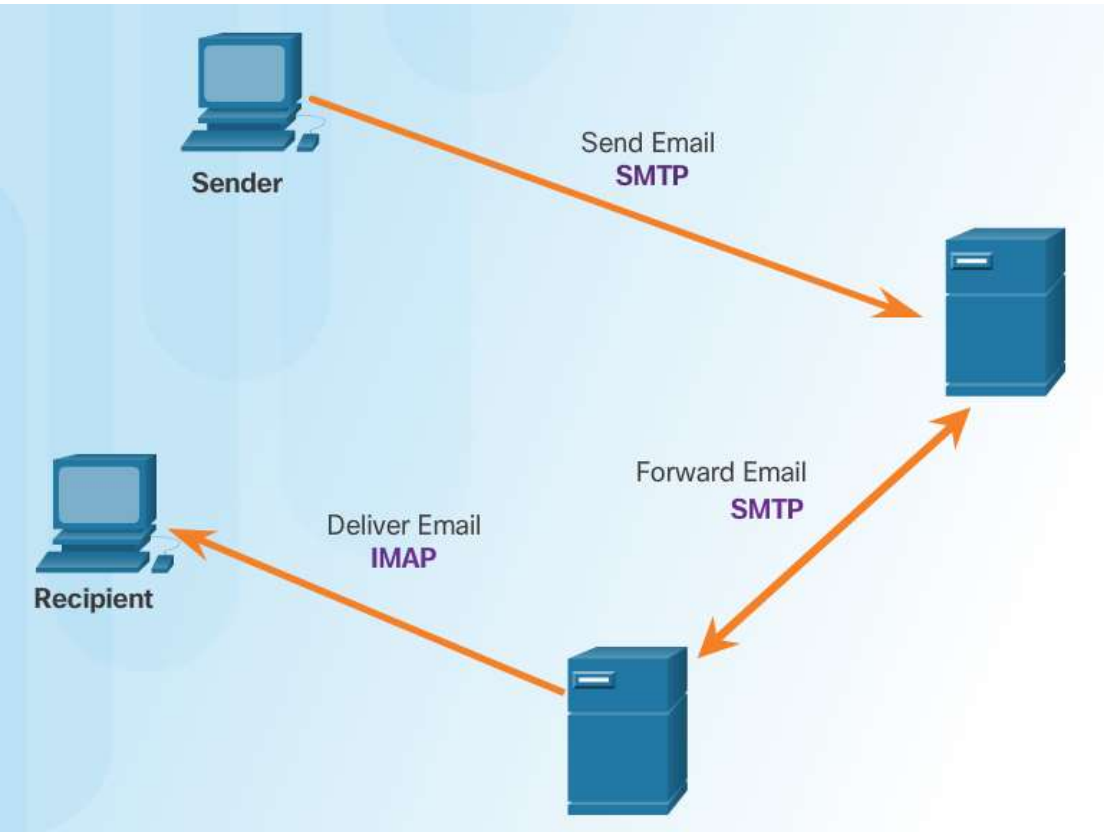 Send Email
SMTP
Sender
Forward Email
SMTP
Deliver Email
IMAP
Recipient